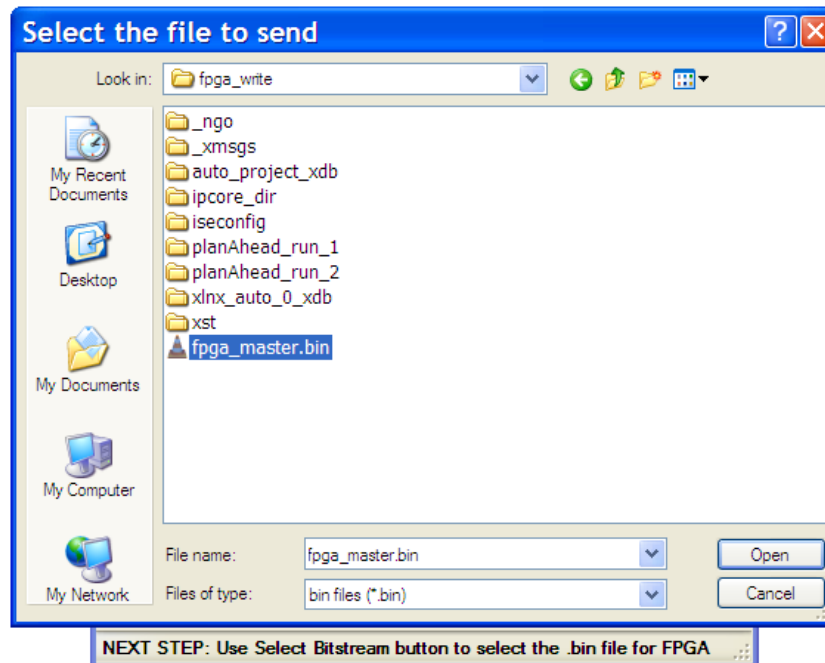 Select the file to send
?
Look in: fpga_write
My Recent
Documents
Desktop
My Documents
My Computer
My Network
_ngo
_xmsgs
auto_project_xdb
ipcore_dir
iseconfig
planAhead_run_1
planAhead_run_2
xlnx_auto_0_xdb
xst
fpga_master.bin
File name: fpga_master.bin Open
Files of type: bin files (*.bin) Cancel
NEXT STEP: Use Select Bitstream button to select the .bin file for FPGA